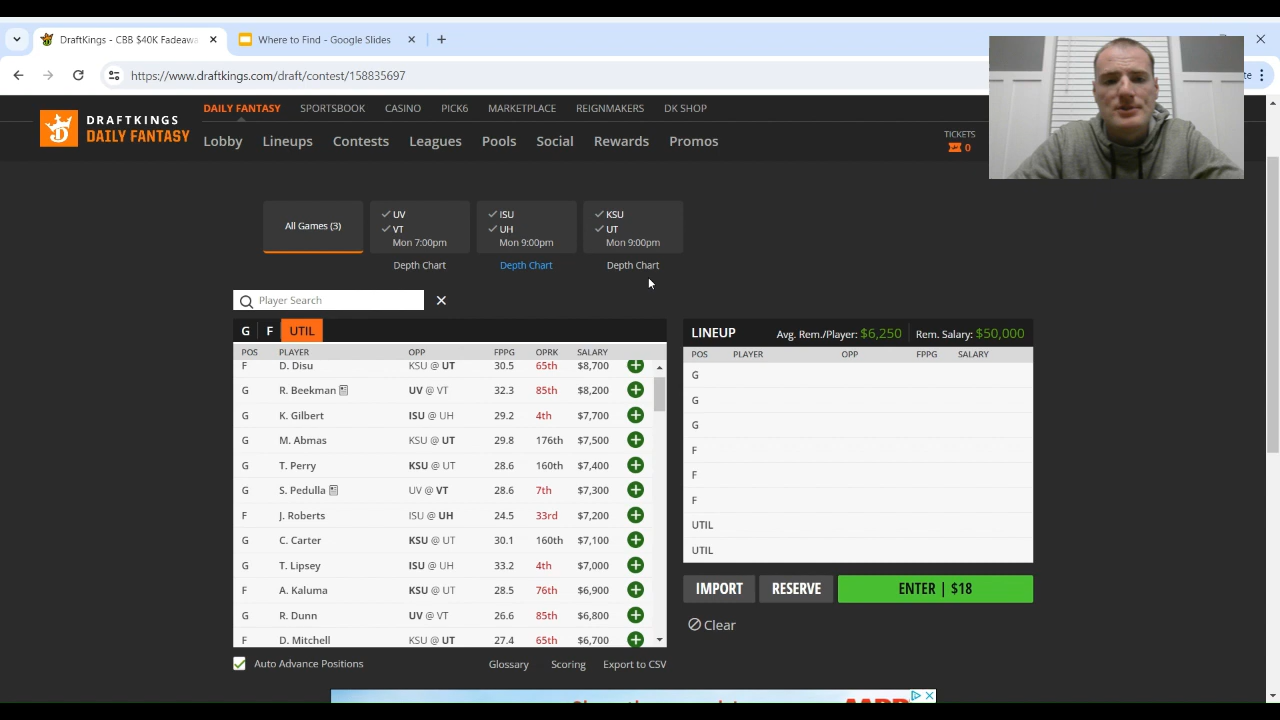 DraftKings - CBB $40K Fadeawa
Where to Find - Google Slides
https://www.draftkings.com/draft/contest/158835697
DAILY FANTASY SPORTSBOOK CASINO PICK6 MARKETPLACE REIGNMAKERS DK SHOP
DRAFTKINGS
DAILY FANTASY
Lobby Lineups Contests Leagues Pools Social Rewards Promos
TICKETS
0
All Games (3)
UV
VT
Mon 7:00pm
Depth Chart
ISU
UH
Mon 9:00pm
Depth Chart
KSU
UT
Mon 9:00pm
Depth Chart
Player Search
G F UTIL
POS PLAYER OPP FPPG OPRK SALARY
F D. Disu KSU @ UT 30.5 65th $8,700
G R. Beekman UV @ VT 32.3 85th $8,200
G K. Gilbert ISU @ UH 29.2 4th $7,700
G M. Abmas KSU @ UT 29.8 176th $7,500
G T. Perry KSU @ UT 28.6 160th $7,400
G S. Pedulla UV @ VT 28.6 7th $7,300
F J. Roberts ISU @ UH 24.5 33rd $7,200
G C. Carter KSU @ UT 30.1 160th $7,100
G T. Lipsey ISU @ UH 33.2 4th $7,000
F A. Kaluma KSU @ UT 28.5 76th $6,900
G R. Dunn UV @ VT 26.6 85th $6,800
F D. Mitchell KSU @ UT 27.4 65th $6,700
Auto Advance Positions
Glossary Scoring Export to CSV
LINEUP Avg. Rem./Player: $6,250 Rem. Salary: $50,000
POS PLAYER OPP FPPG SALARY
G
G
G
F
F
F
UTIL
UTIL
IMPORT RESERVE ENTER | $18
Clear